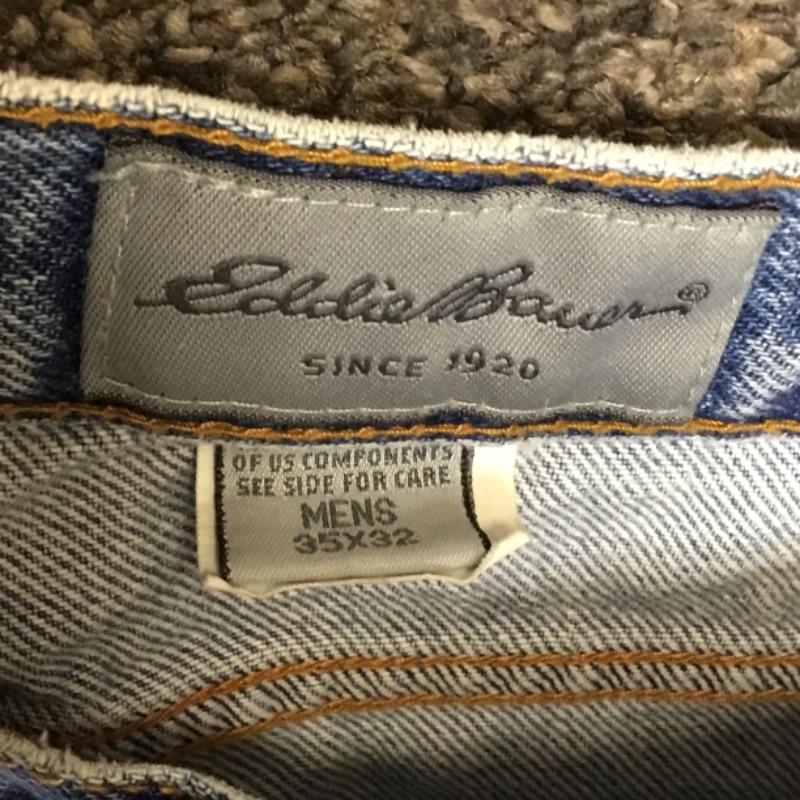 Eddie Bauer®
SINCE 1920
OF US COMPONENTS
SEE SIDE FOR CARE
MENS
35X32